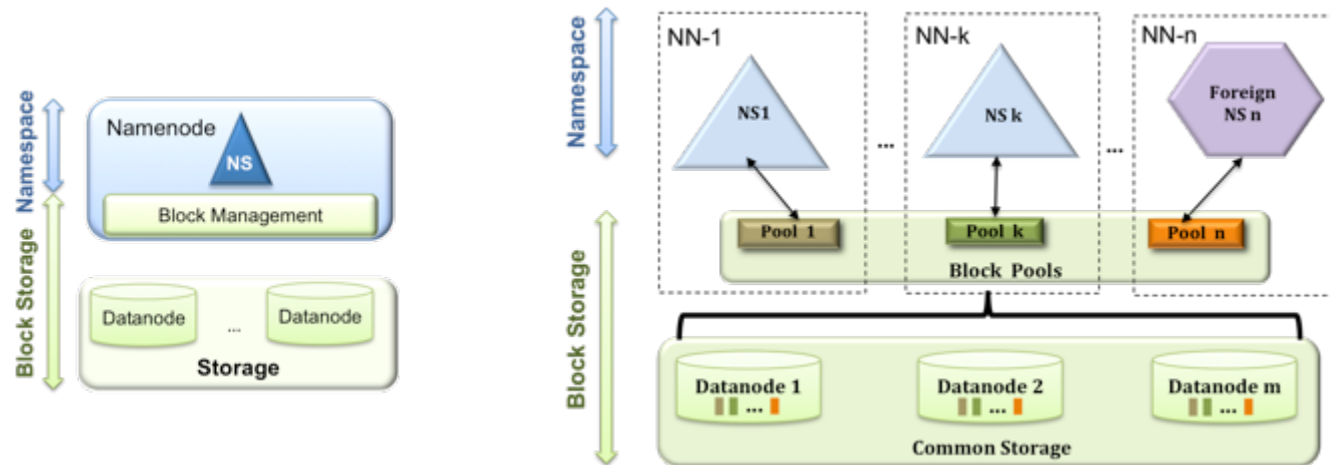 Namespace
Block Storage
Namenode
NS
Block Management
Datanode
...
Datanode
Storage
Namespace
Block Storage
NN-1
NS1
...
NN-k
NS k
...
NN-n
Foreign
NS n
Pool 1
Pool k
Pool n
Block Pools
Datanode 1
...
Datanode 2
...
Datanode m
...
Common Storage